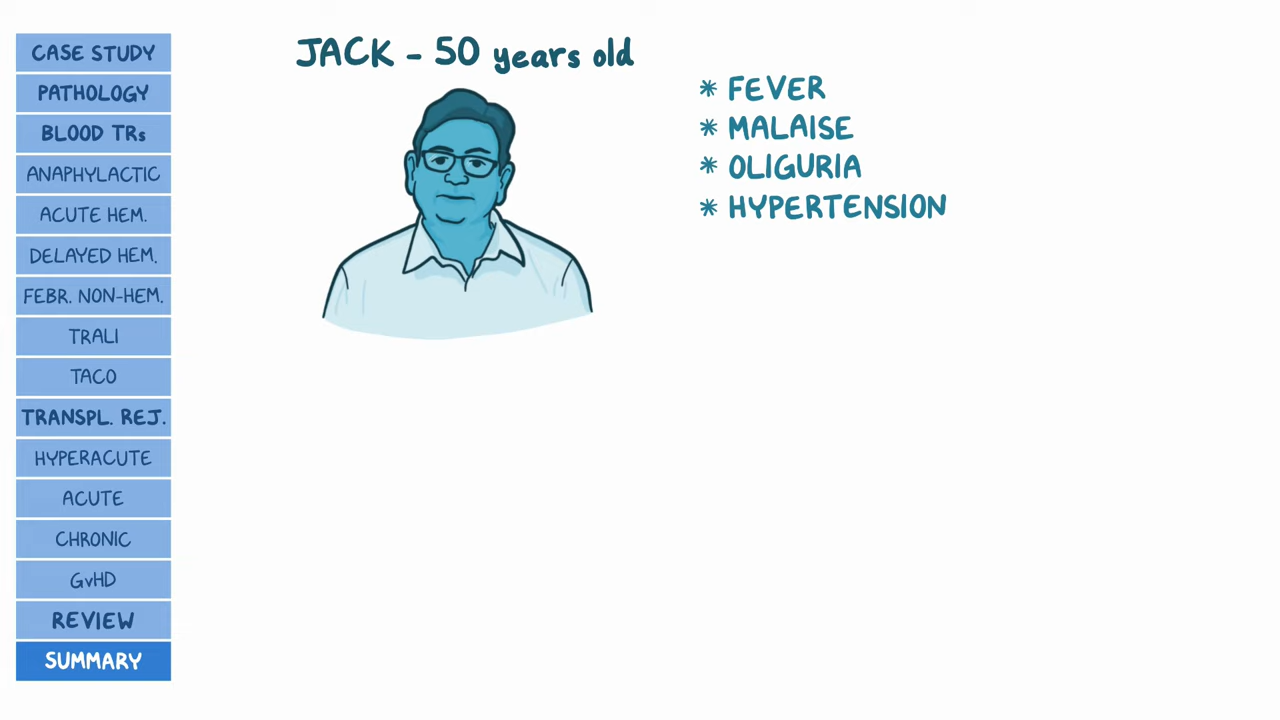 CASE STUDY
PATHOLOGY
BLOOD TRs
ANAPHYLACTIC
ACUTE HEM.
DELAYED HEM.
FEBR. NON-HEM.
TRALI
TACO
TRANSPL. REJ.
HYPERACUTE
ACUTE
CHRONIC
GvHD
REVIEW
SUMMARY
JACK - 50 years old
* FEVER
* MALAISE
* OLIGURIA
* HYPERTENSION